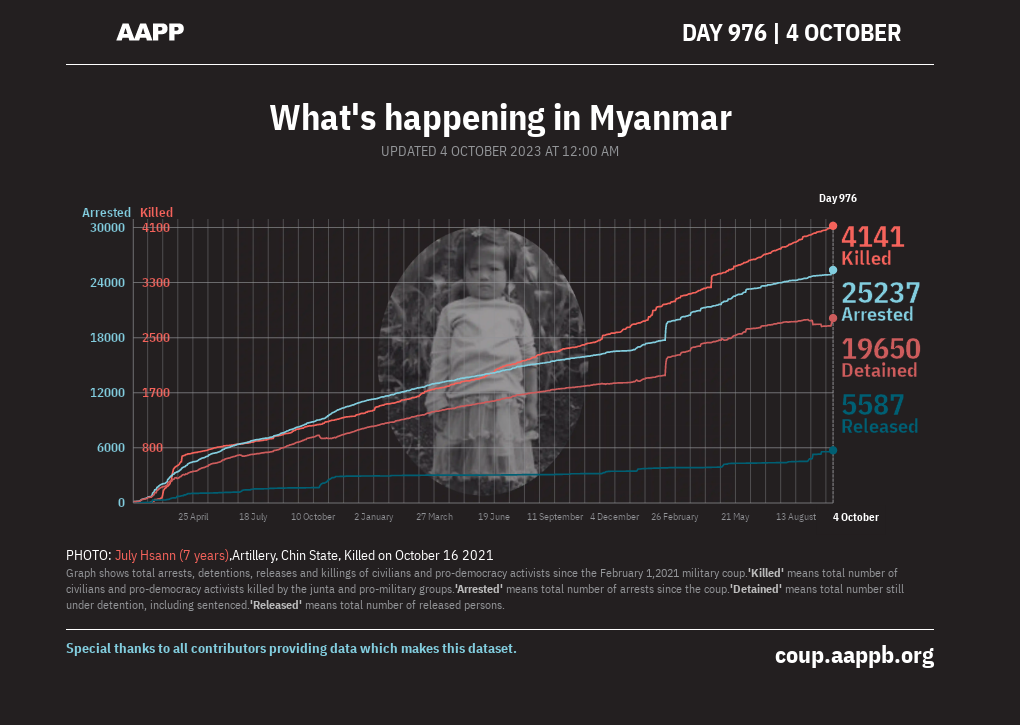 AAPP
DAY 976 | 4 OCTOBER
What's happening in Myanmar
UPDATED 4 OCTOBER 2023 AT 12:00 AM
Day 976
Arrested Killed
30000 4100
24000 3300
18000 2500
12000 1700
6000 800
0
4141
Killed
25237
Arrested
19650
Detained
5587
Released
25 April 18 July 10 October 2 January 27 March 19 June 11 September 4 December 26 February 21 May 13 August 4 October
PHOTO: July Hsann (7 years),Artillery, Chin State, Killed on October 16 2021
Graph shows total arrests, detentions, releases and killings of civilians and pro-democracy activists since the February 1,2021 military coup.'Killed' means total number of
civilians and pro-democracy activists killed by the junta and pro-military groups.'Arrested' means total number of arrests since the coup.'Detained' means total number still
under detention, including sentenced.'Released' means total number of released persons.
Special thanks to all contributors providing data which makes this dataset.
coup.aappb.org